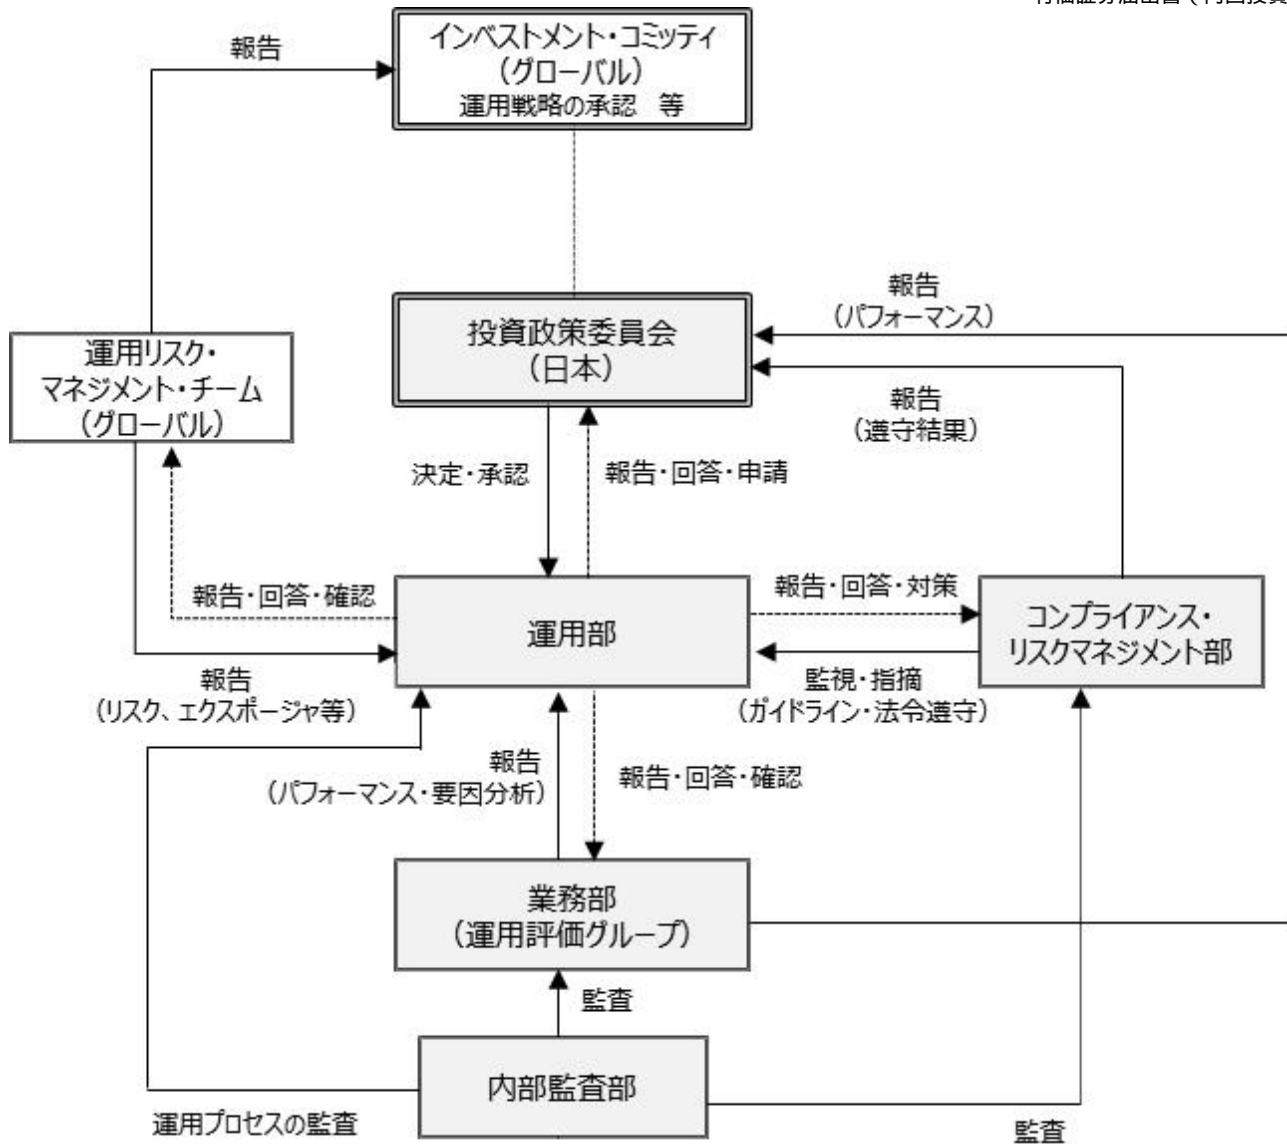 報告
インベストメント・コミッティ
（グローバル）
運用戦略の承認　等
報告
（パフォーマンス）
投資政策委員会
（日本）
運用リスク・
マネジメント・チーム
（グローバル）
報告
（遵守結果）
決定・承認
報告・回答・申請
報告・回答・確認
運用部
報告・回答・対策
コンプライアンス・
リスクマネジメント部
報告
（リスク、エクスポージャ等）
監視・指摘
（ガイドライン・法令遵守）
報告
（パフォーマンス・要因分析）
報告・回答・確認
業務部
（運用評価グループ）
監査
内部監査部
運用プロセスの監査
監査